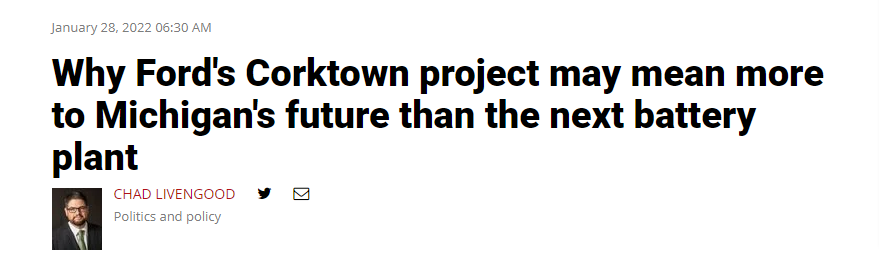 January 28, 2022 06:30 AM
Why Ford's Corktown project may mean more
to Michigan's future than the next battery
plant
CHAD LIVENGOOD
Politics and policy